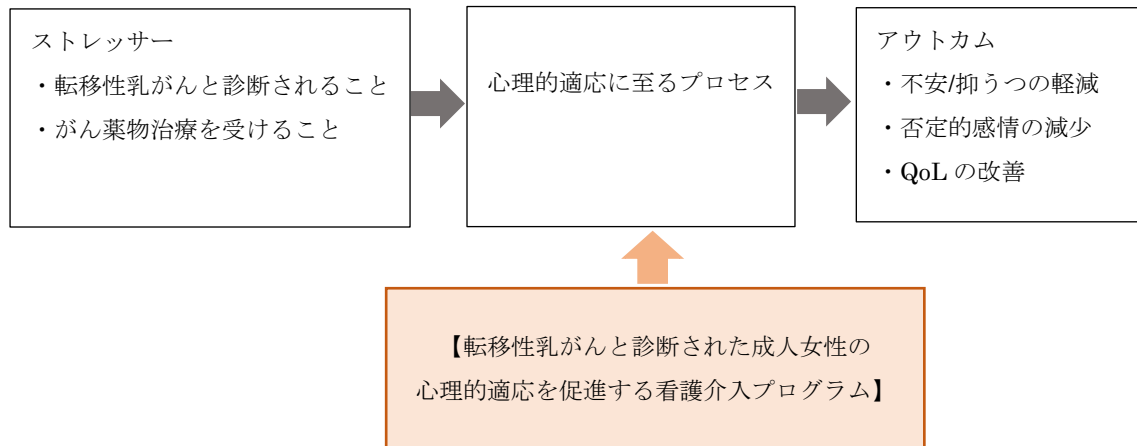 ストレッサー
・転移性乳がんと診断されること
・がん薬物治療を受けること
心理的適応に至るプロセス
アウトカム
・不安/抑うつの軽減
・否定的感情の減少
・QoL の改善
【転移性乳がんと診断された成人女性の
心理的適応を促進する看護介入プログラム】